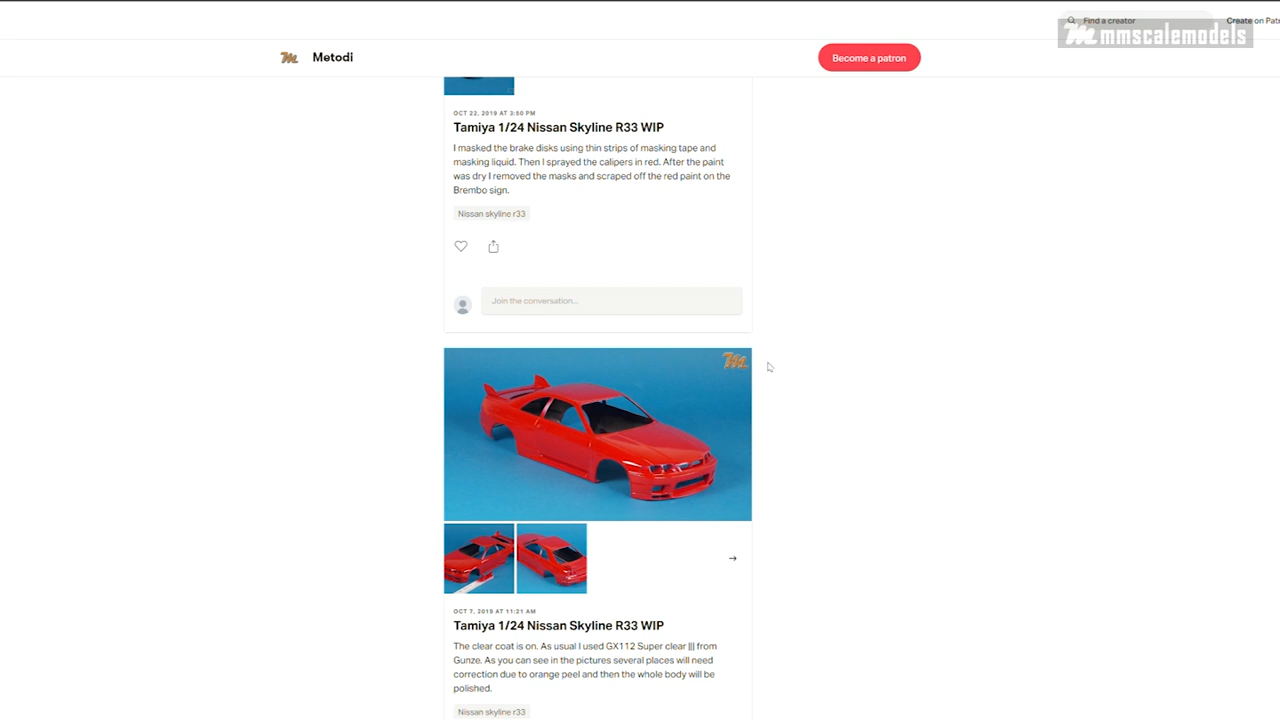 Find a creator
Create on Pat
mmscalemodels
Metodi
Become a patron
OCT 22, 2019 AT 3:50 PM
Tamiya 1/24 Nissan Skyline R33 WIP
I masked the brake disks using thin strips of masking tape and
masking liquid. Then I sprayed the calipers in red. After the paint
was dry I removed the masks and scraped off the red paint on the
Brembo sign.
Nissan skyline r33
Join the conversation...
OCT 7, 2019 AT 11:21 AM
Tamiya 1/24 Nissan Skyline R33 WIP
The clear coat is on. As usual I used GX112 Super clear ||| from
Gunze. As you can see in the pictures several places will need
correction due to orange peel and then the whole body will be
polished.
Nissan skyline r33